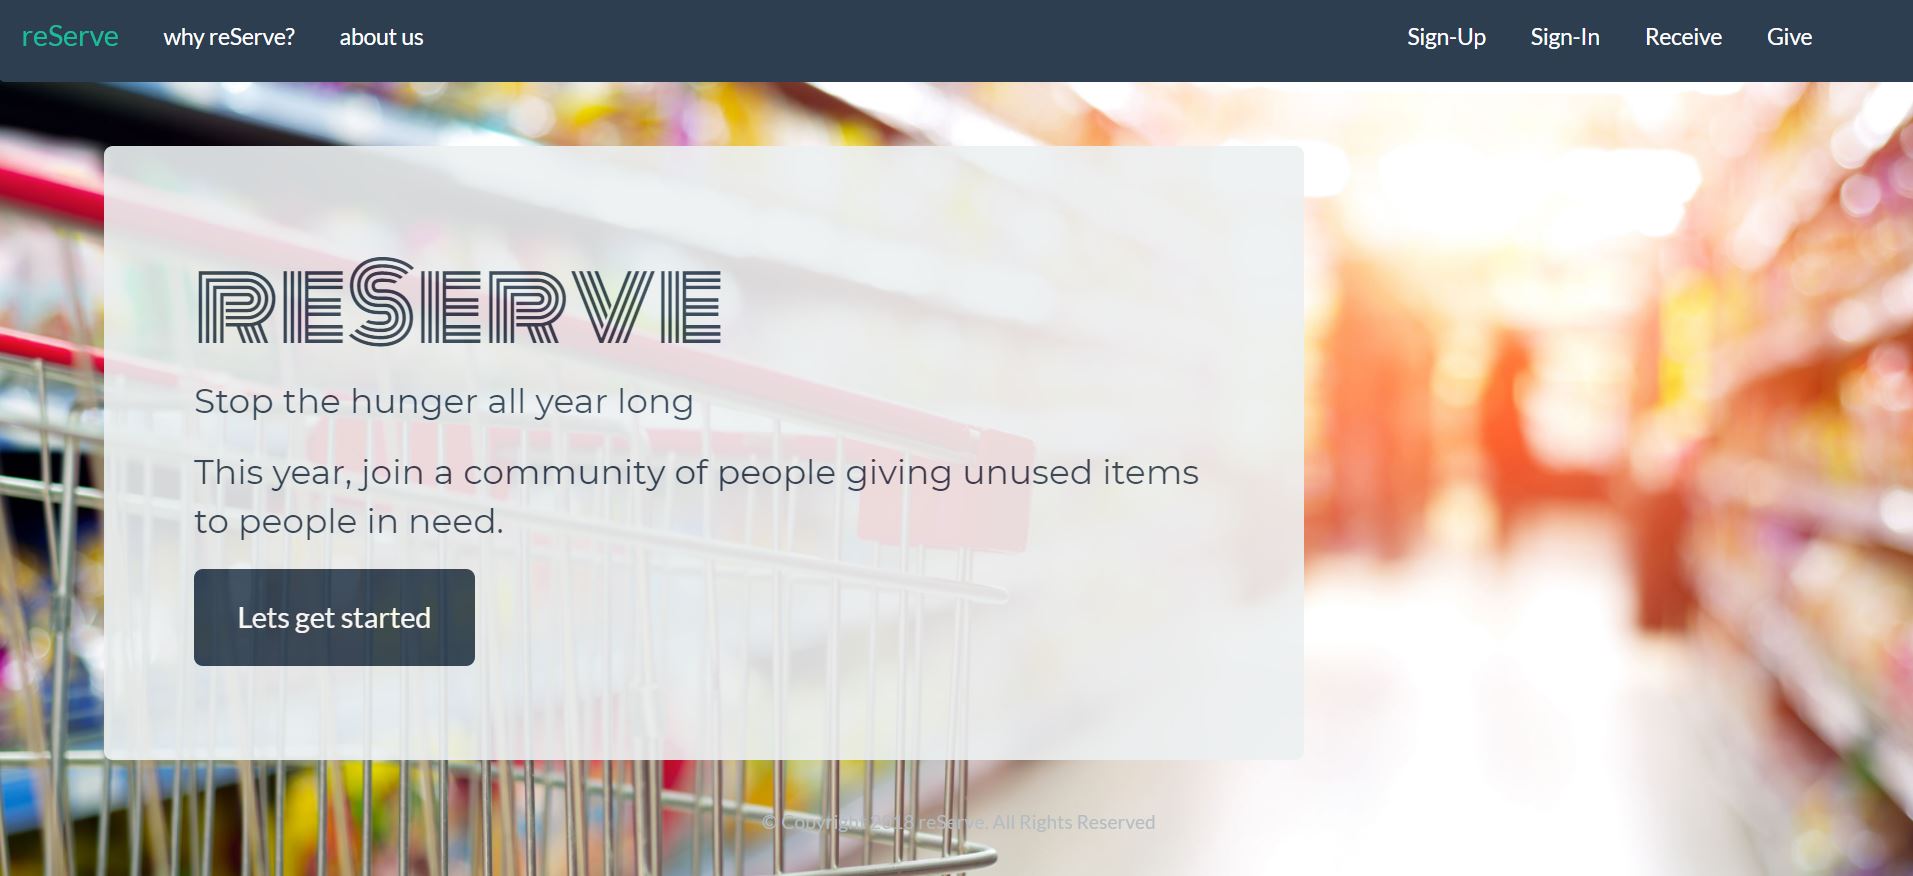 reServe
why reServe?
about us
Sign-Up
Sign-In
Receive
Give
reServe
Stop the hunger all year long
This year, join a community of people giving unused items
to people in need.
Lets get started
© Copyright 2018 reServe. All Rights Reserved